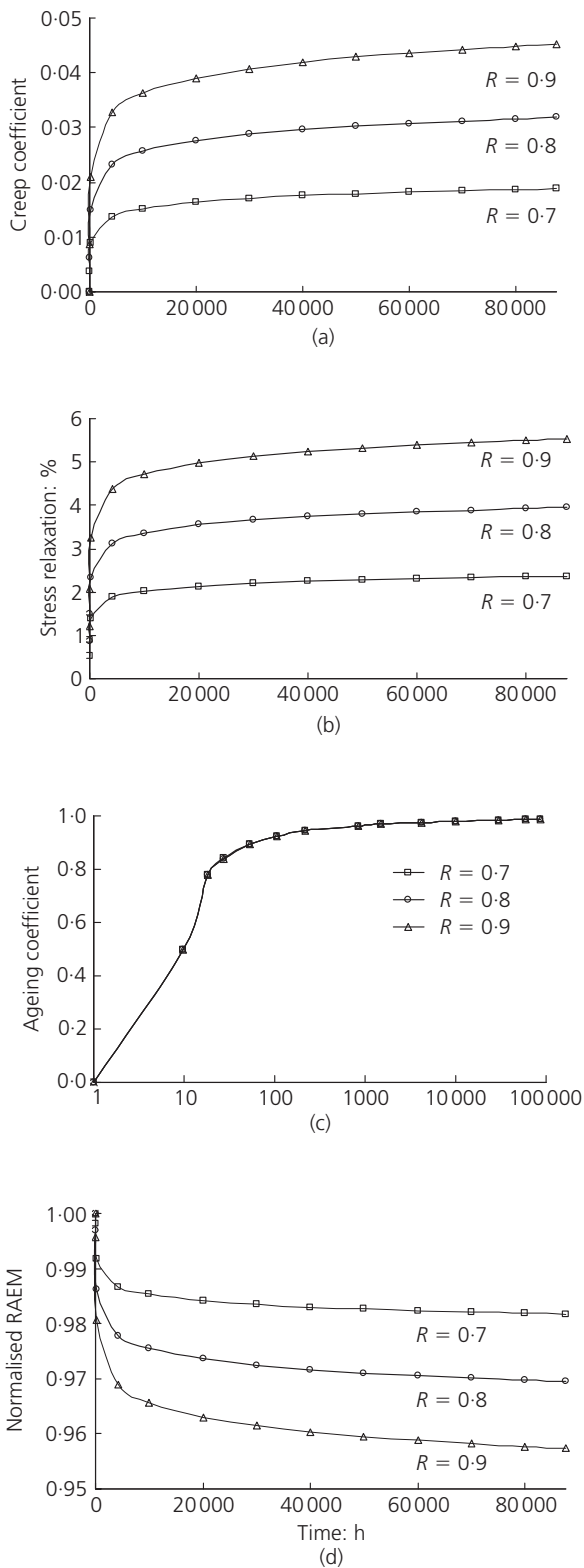 0·05
0·04
0·03
0·02
0·01
0·00
Creep coefficient
R = 0·9
R = 0·8
R = 0·7
0 20 000 40 000 60 000 80 000
(a)
6
5
4
3
2
1
0
Stress relaxation: %
R = 0·9
R = 0·8
R = 0·7
0 20 000 40 000 60 000 80 000
(b)
1·0
0·8
0·6
0·4
0·2
0·0
Ageing coefficient
R = 0·7
R = 0·8
R = 0·9
1 10 100 1000 10 000 100 000
(c)
1·00
0·99
0·98
0·97
0·96
0·95
Normalised RAEM
R = 0·7
R = 0·8
R = 0·9
0 20 000 40 000 60 000 80 000
Time: h
(d)